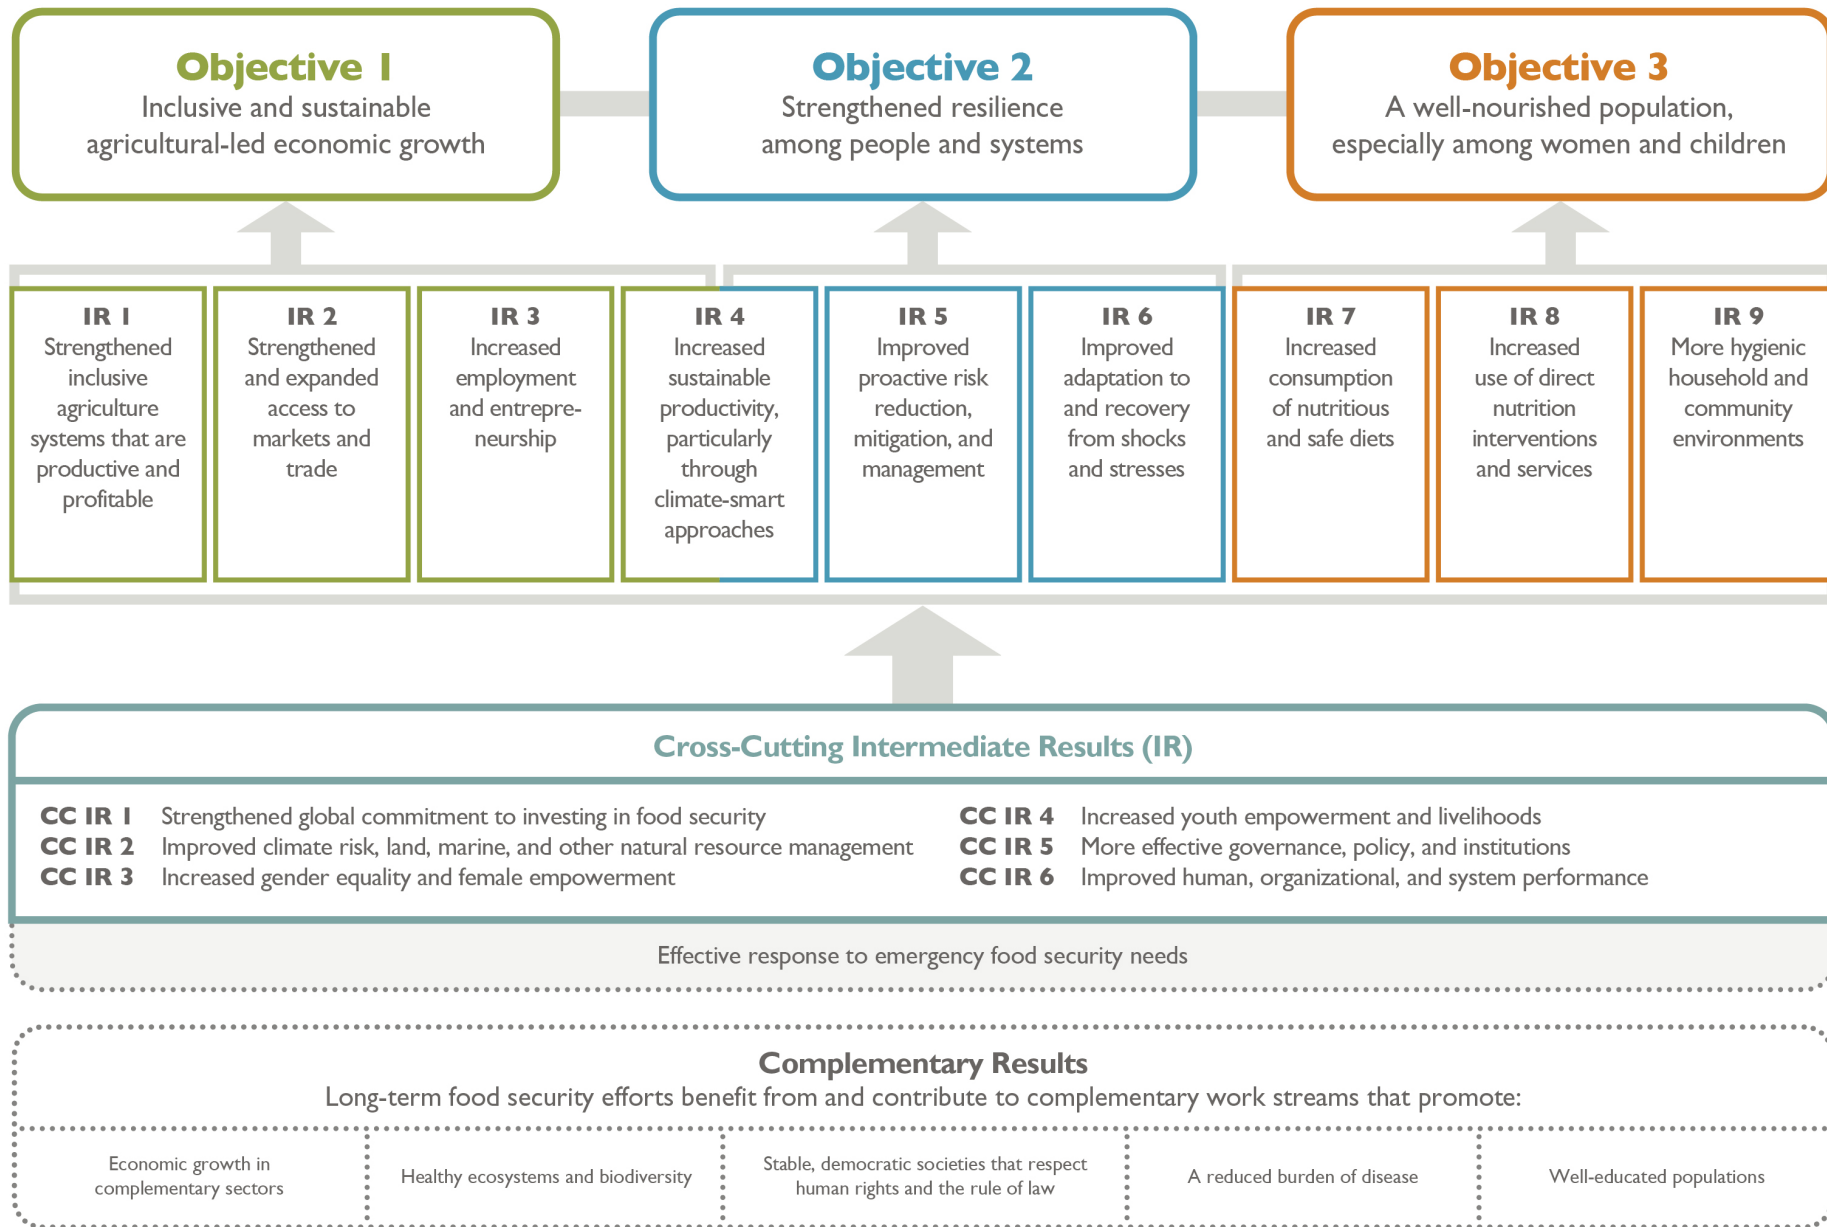 Objective 1
Inclusive and sustainable
agricultural-led economic growth
Objective 2
Strengthened resilience
among people and systems
Objective 3
A well-nourished population,
especially among women and children
IR 1
Strengthened
inclusive
agriculture
systems that are
productive and
profitable
IR 2
Strengthened
and expanded
access to
markets and
trade
IR 3
Increased
employment
and entrepre-
neurship
IR 4
Increased
sustainable
productivity,
particularly
through
climate-smart
approaches
IR 5
Improved
proactive risk
reduction,
mitigation, and
management
IR 6
Improved
adaptation to
and recovery
from shocks
and stresses
IR 7
Increased
consumption
of nutritious
and safe diets
IR 8
Increased
use of direct
nutrition
interventions
and services
IR 9
More hygienic
household and
community
environments
Cross-Cutting Intermediate Results (IR)
CC IR 1 Strengthened global commitment to investing in food security
CC IR 2 Improved climate risk, land, marine, and other natural resource management
CC IR 3 Increased gender equality and female empowerment
CC IR 4 Increased youth empowerment and livelihoods
CC IR 5 More effective governance, policy, and institutions
CC IR 6 Improved human, organizational, and system performance
Effective response to emergency food security needs
Complementary Results
Long-term food security efforts benefit from and contribute to complementary work streams that promote:
Economic growth in
complementary sectors
Healthy ecosystems and biodiversity
Stable, democratic societies that respect
human rights and the rule of law
A reduced burden of disease
Well-educated populations